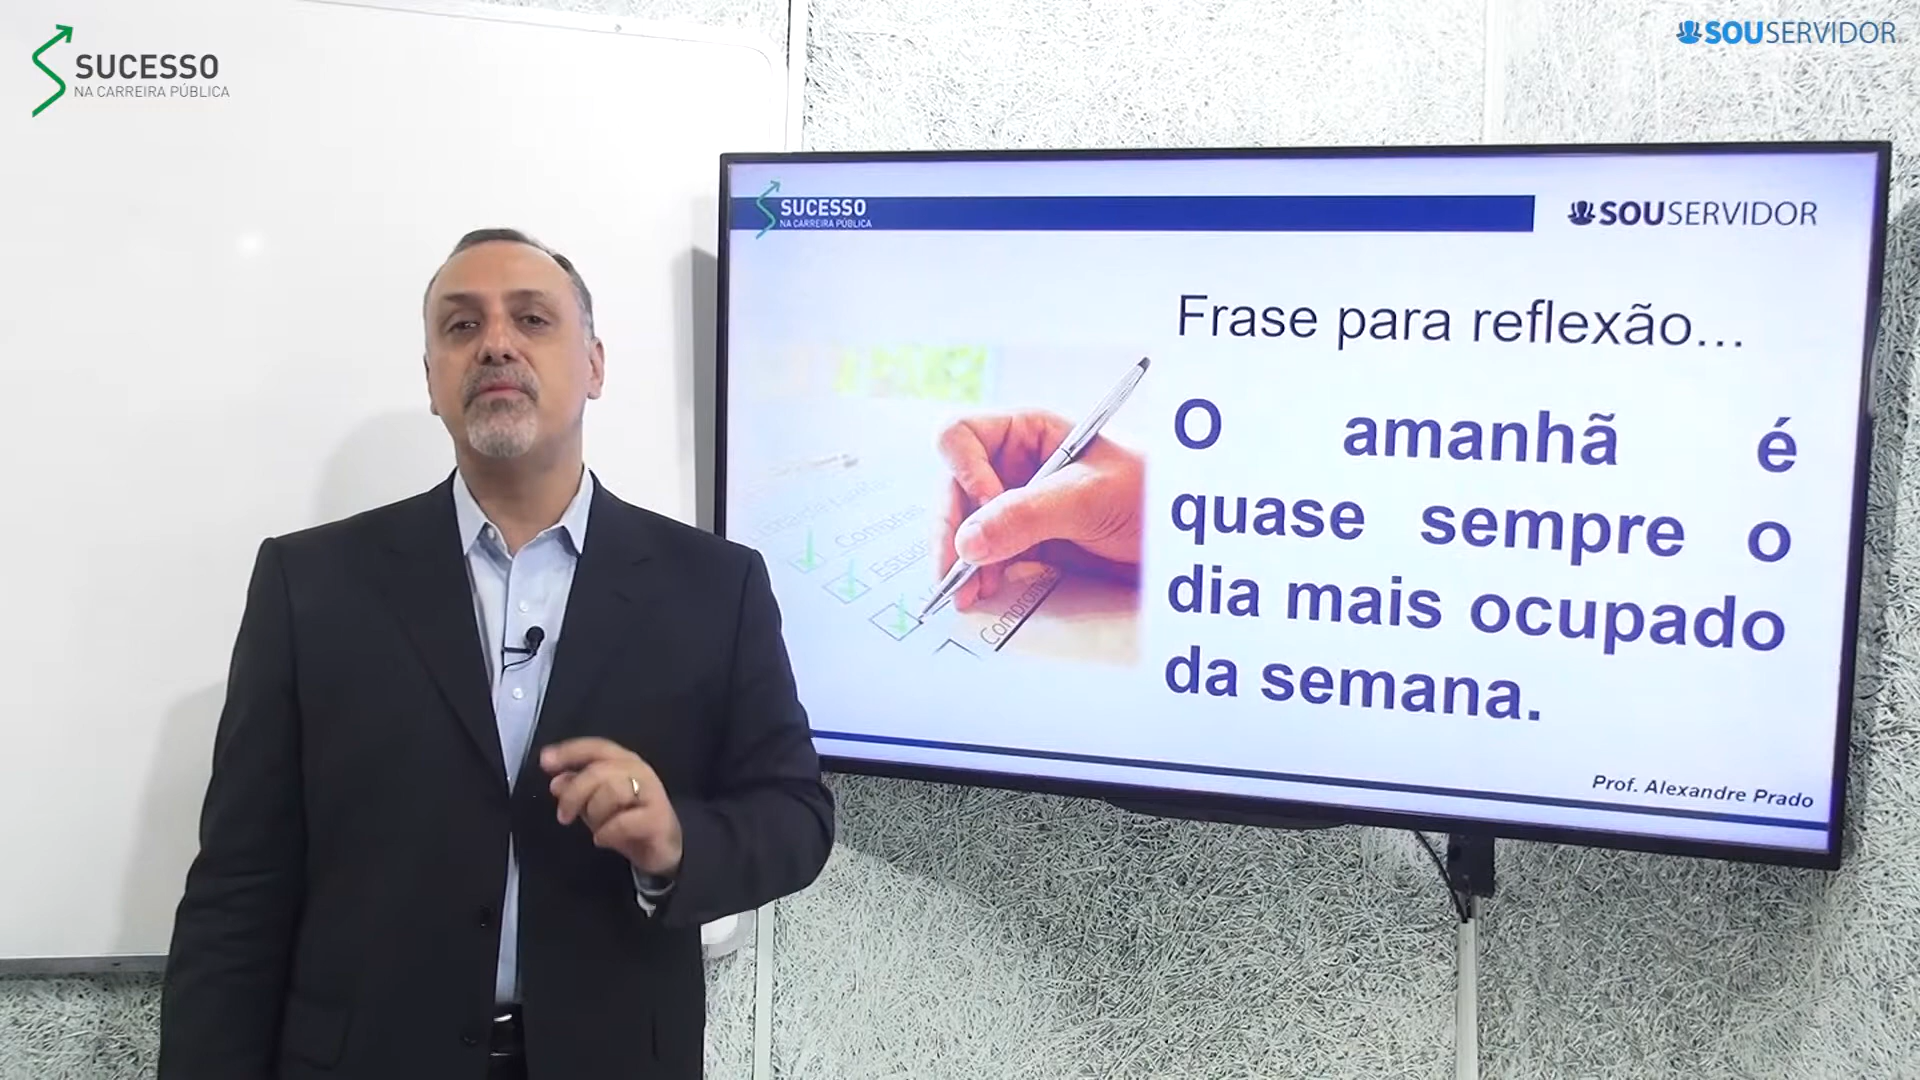 SUCESSO
NA CARREIRA PÚBLICA
SOUSERVIDOR
SUCESSO
NA CARREIRA PÚBLICA
SOUSERVIDOR
Frase para reflexão...
O amanhã é
quase sempre o
dia mais ocupado
da semana.
Compras
Prof. Alexandre Prado